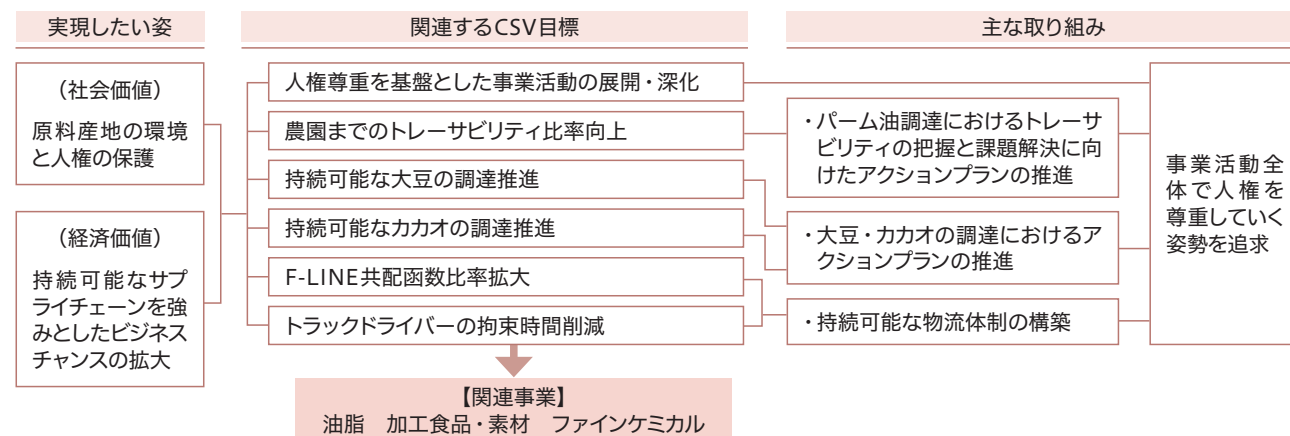 実現したい姿
関連するCSV目標
主な取り組み
（社会価値）
原料産地の環境
と人権の保護
（経済価値）
持続可能なサプ
ライチェーンを強
みとしたビジネス
チャンスの拡大
人権尊重を基盤とした事業活動の展開・深化
農園までのトレーサビリティ比率向上
持続可能な大豆の調達推進
持続可能なカカオの調達推進
F-LINE共配函数比率拡大
トラックドライバーの拘束時間削減
【関連事業】
油脂　加工食品・素材　ファインケミカル
・パーム油調達におけるトレーサ
ビリティの把握と課題解決に向
けたアクションプランの推進
・大豆・カカオの調達におけるア
クションプランの推進
・持続可能な物流体制の構築
事業活動全
体で人権を
尊重していく
姿勢を追求